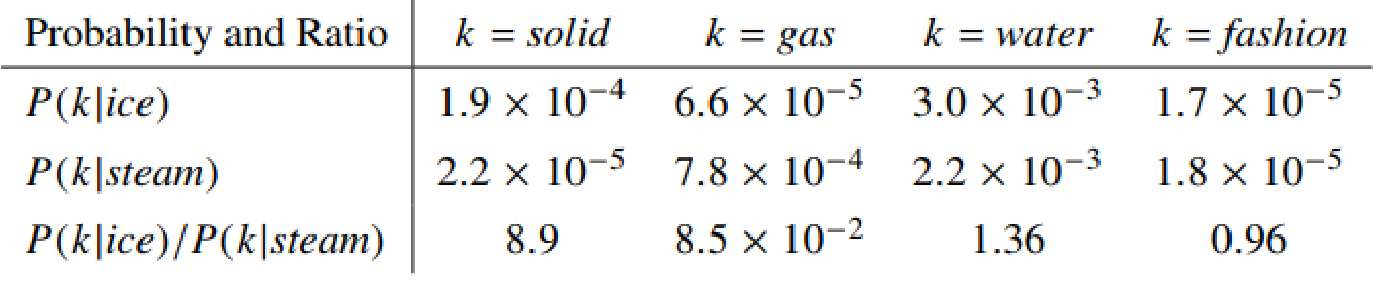 Probability and Ratio k = solid k = gas k = water k = fashion
P(k|ice) 1.9 × 10⁻⁴ 6.6 × 10⁻⁵ 3.0 × 10⁻³ 1.7 × 10⁻⁵
P(k|steam) 2.2 × 10⁻⁵ 7.8 × 10⁻⁴ 2.2 × 10⁻³ 1.8 × 10⁻⁵
P(k|ice)/P(k|steam) 8.9 8.5 × 10⁻² 1.36 0.96